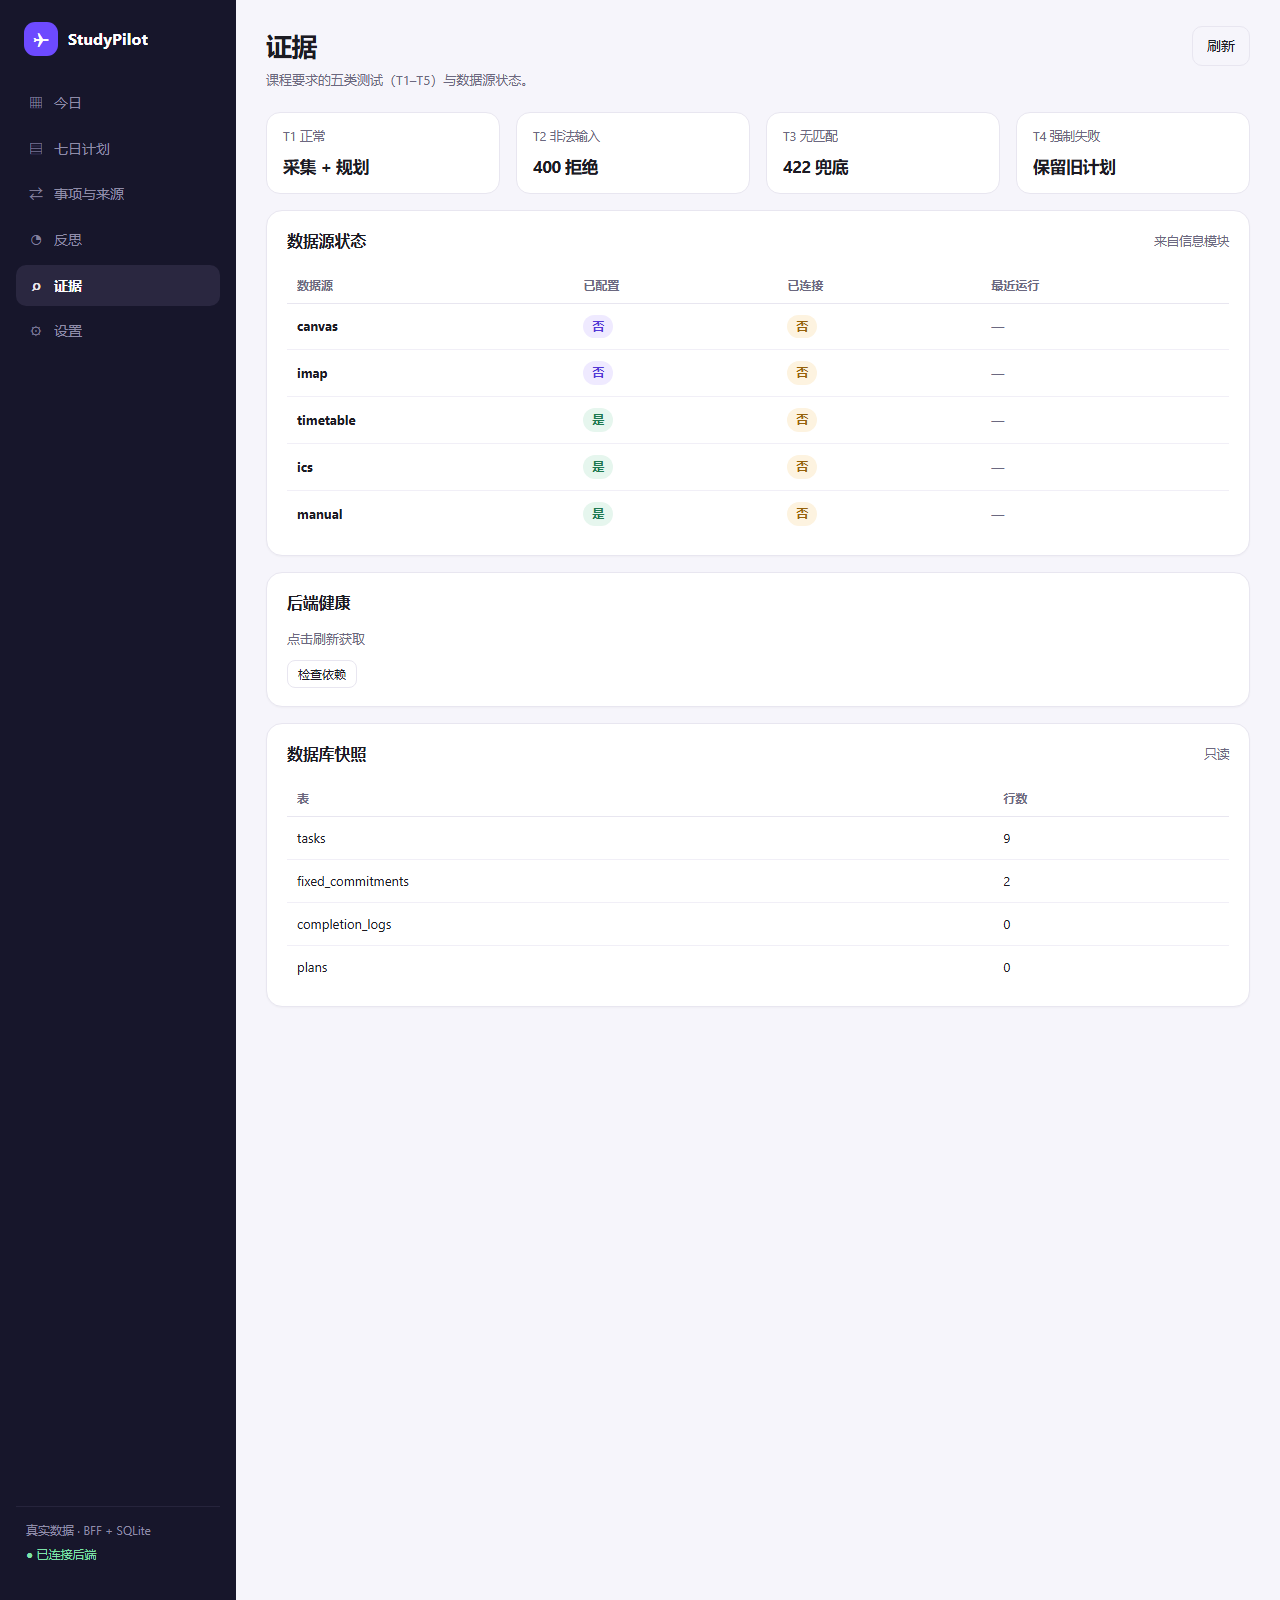 StudyPilot
今日
七日计划
事项与来源
反思
证据
设置
真实数据 · BFF + SQLite
● 已连接后端
证据
刷新
课程要求的五类测试（T1–T5）与数据源状态。
T1 正常
采集 + 规划
T2 非法输入
400 拒绝
T3 无匹配
422 兜底
T4 强制失败
保留旧计划
数据源状态
来自信息模块
数据源 已配置 已连接 最近运行
canvas 否 否 —
imap 否 否 —
timetable 是 否 —
ics 是 否 —
manual 是 否 —
后端健康
点击刷新获取
检查依赖
数据库快照
只读
表 行数
tasks 9
fixed_commitments 2
completion_logs 0
plans 0